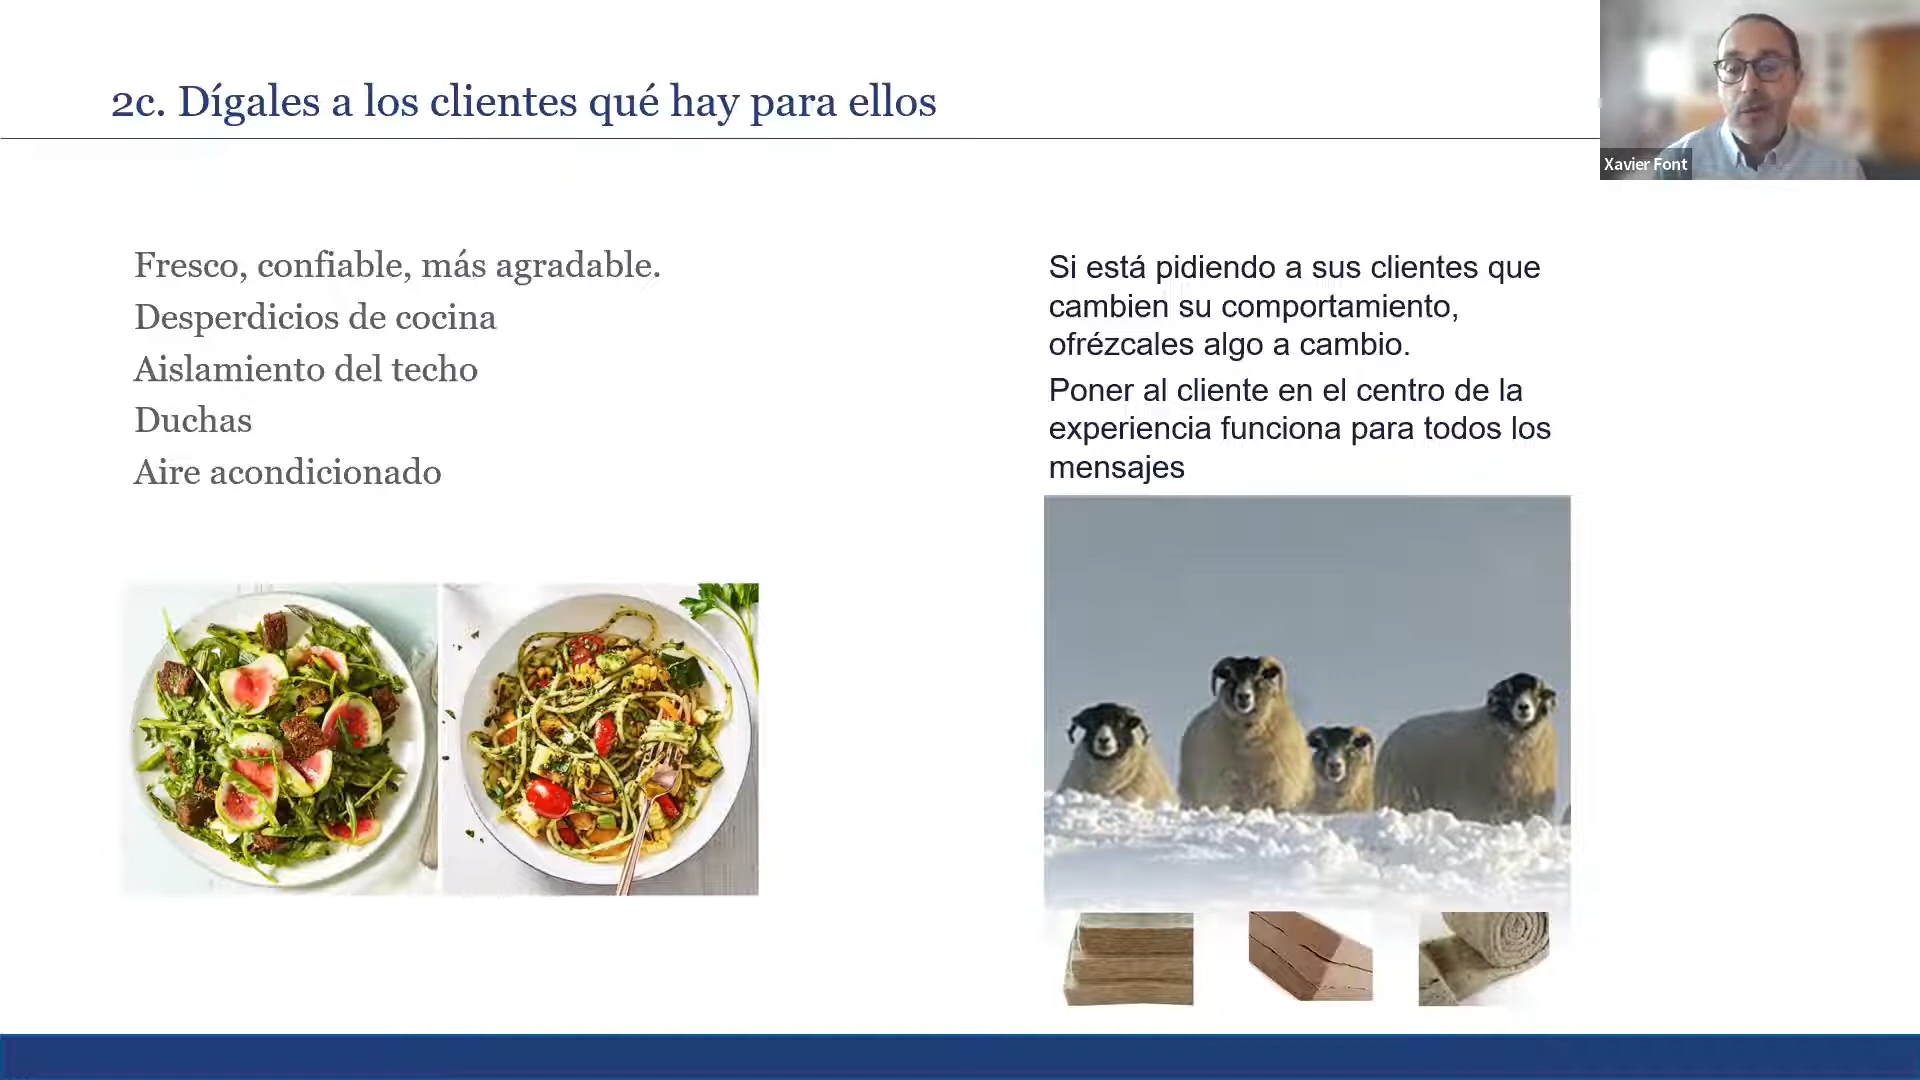 2c. Dígales a los clientes qué hay para ellos
Xavier Font
Fresco, confiable, más agradable.
Desperdicios de cocina
Aislamiento del techo
Duchas
Aire acondicionado
Si está pidiendo a sus clientes que
cambien su comportamiento,
ofrézcales algo a cambio.
Poner al cliente en el centro de la
experiencia funciona para todos los
mensajes